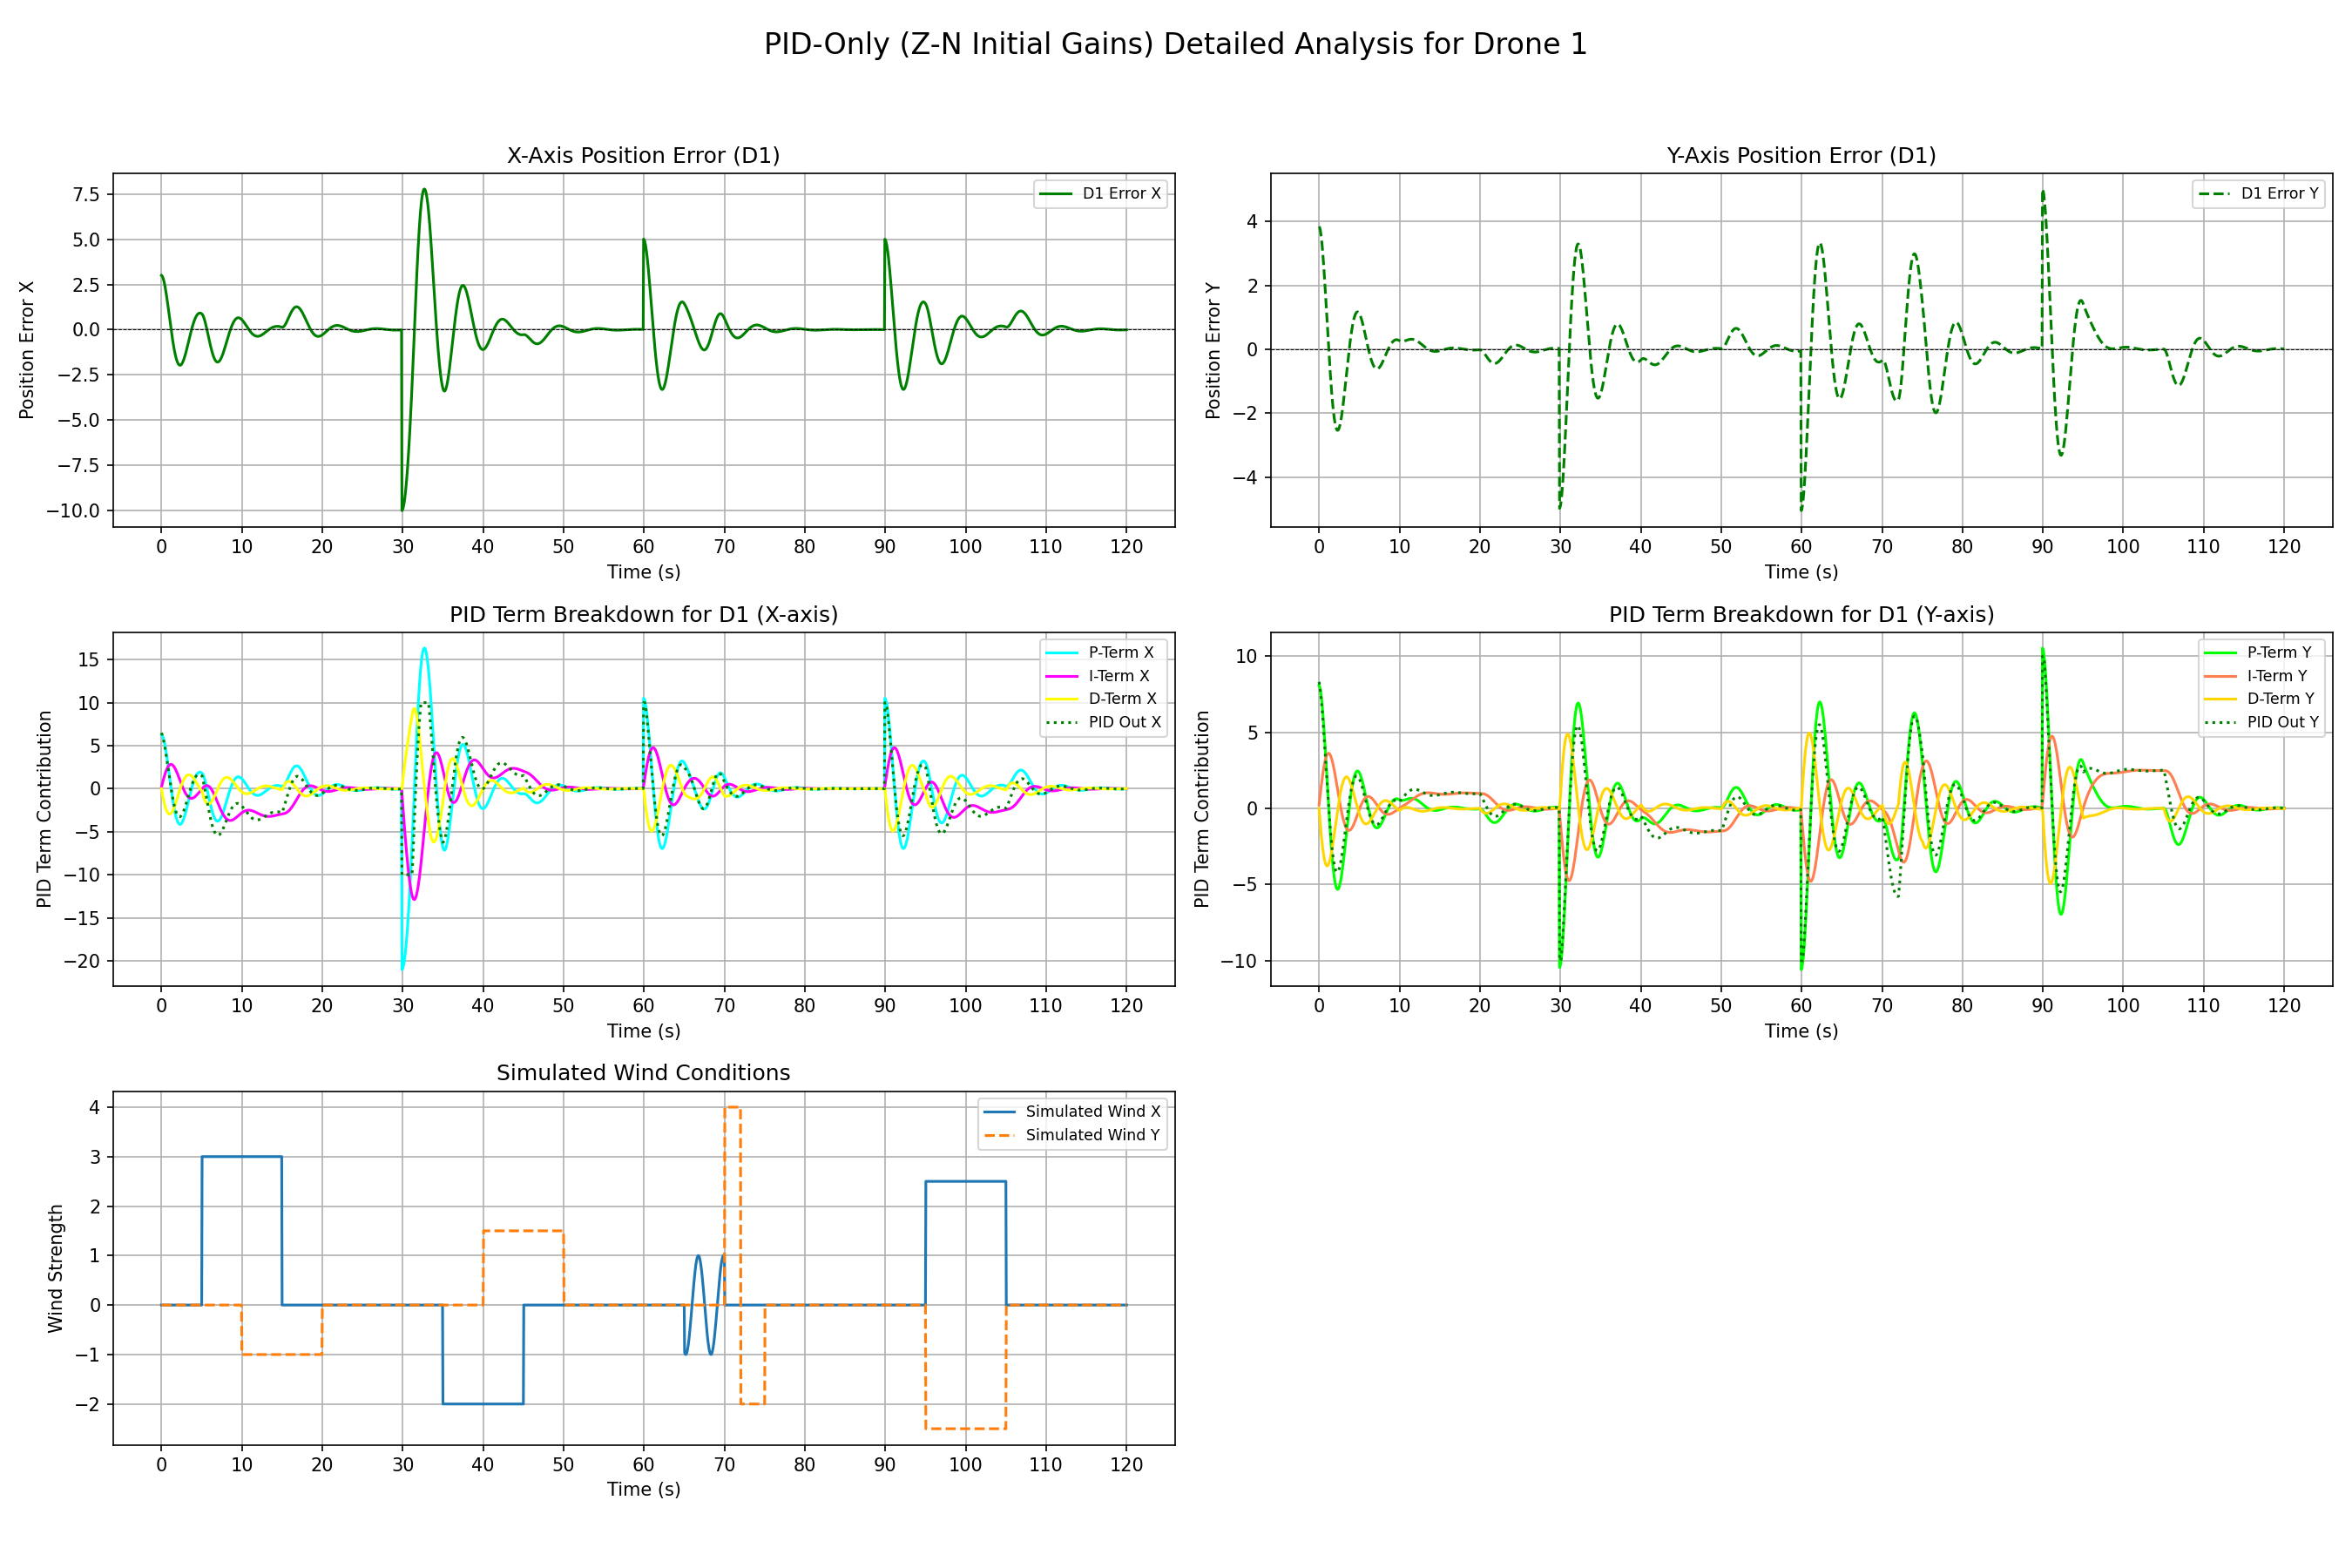 PID-Only (Z-N Initial Gains) Detailed Analysis for Drone 1
X-Axis Position Error (D1)
D1 Error X
Position Error X
7.5
5.0
2.5
0.0
−2.5
−5.0
−7.5
−10.0
0 10 20 30 40 50 60 70 80 90 100 110 120
Time (s)
Y-Axis Position Error (D1)
D1 Error Y
Position Error Y
4
2
0
−2
−4
0 10 20 30 40 50 60 70 80 90 100 110 120
Time (s)
PID Term Breakdown for D1 (X-axis)
P-Term X
I-Term X
D-Term X
PID Out X
PID Term Contribution
15
10
5
0
−5
−10
−15
−20
0 10 20 30 40 50 60 70 80 90 100 110 120
Time (s)
PID Term Breakdown for D1 (Y-axis)
P-Term Y
I-Term Y
D-Term Y
PID Out Y
PID Term Contribution
10
5
0
−5
−10
0 10 20 30 40 50 60 70 80 90 100 110 120
Time (s)
Simulated Wind Conditions
Simulated Wind X
Simulated Wind Y
Wind Strength
4
3
2
1
0
−1
−2
0 10 20 30 40 50 60 70 80 90 100 110 120
Time (s)